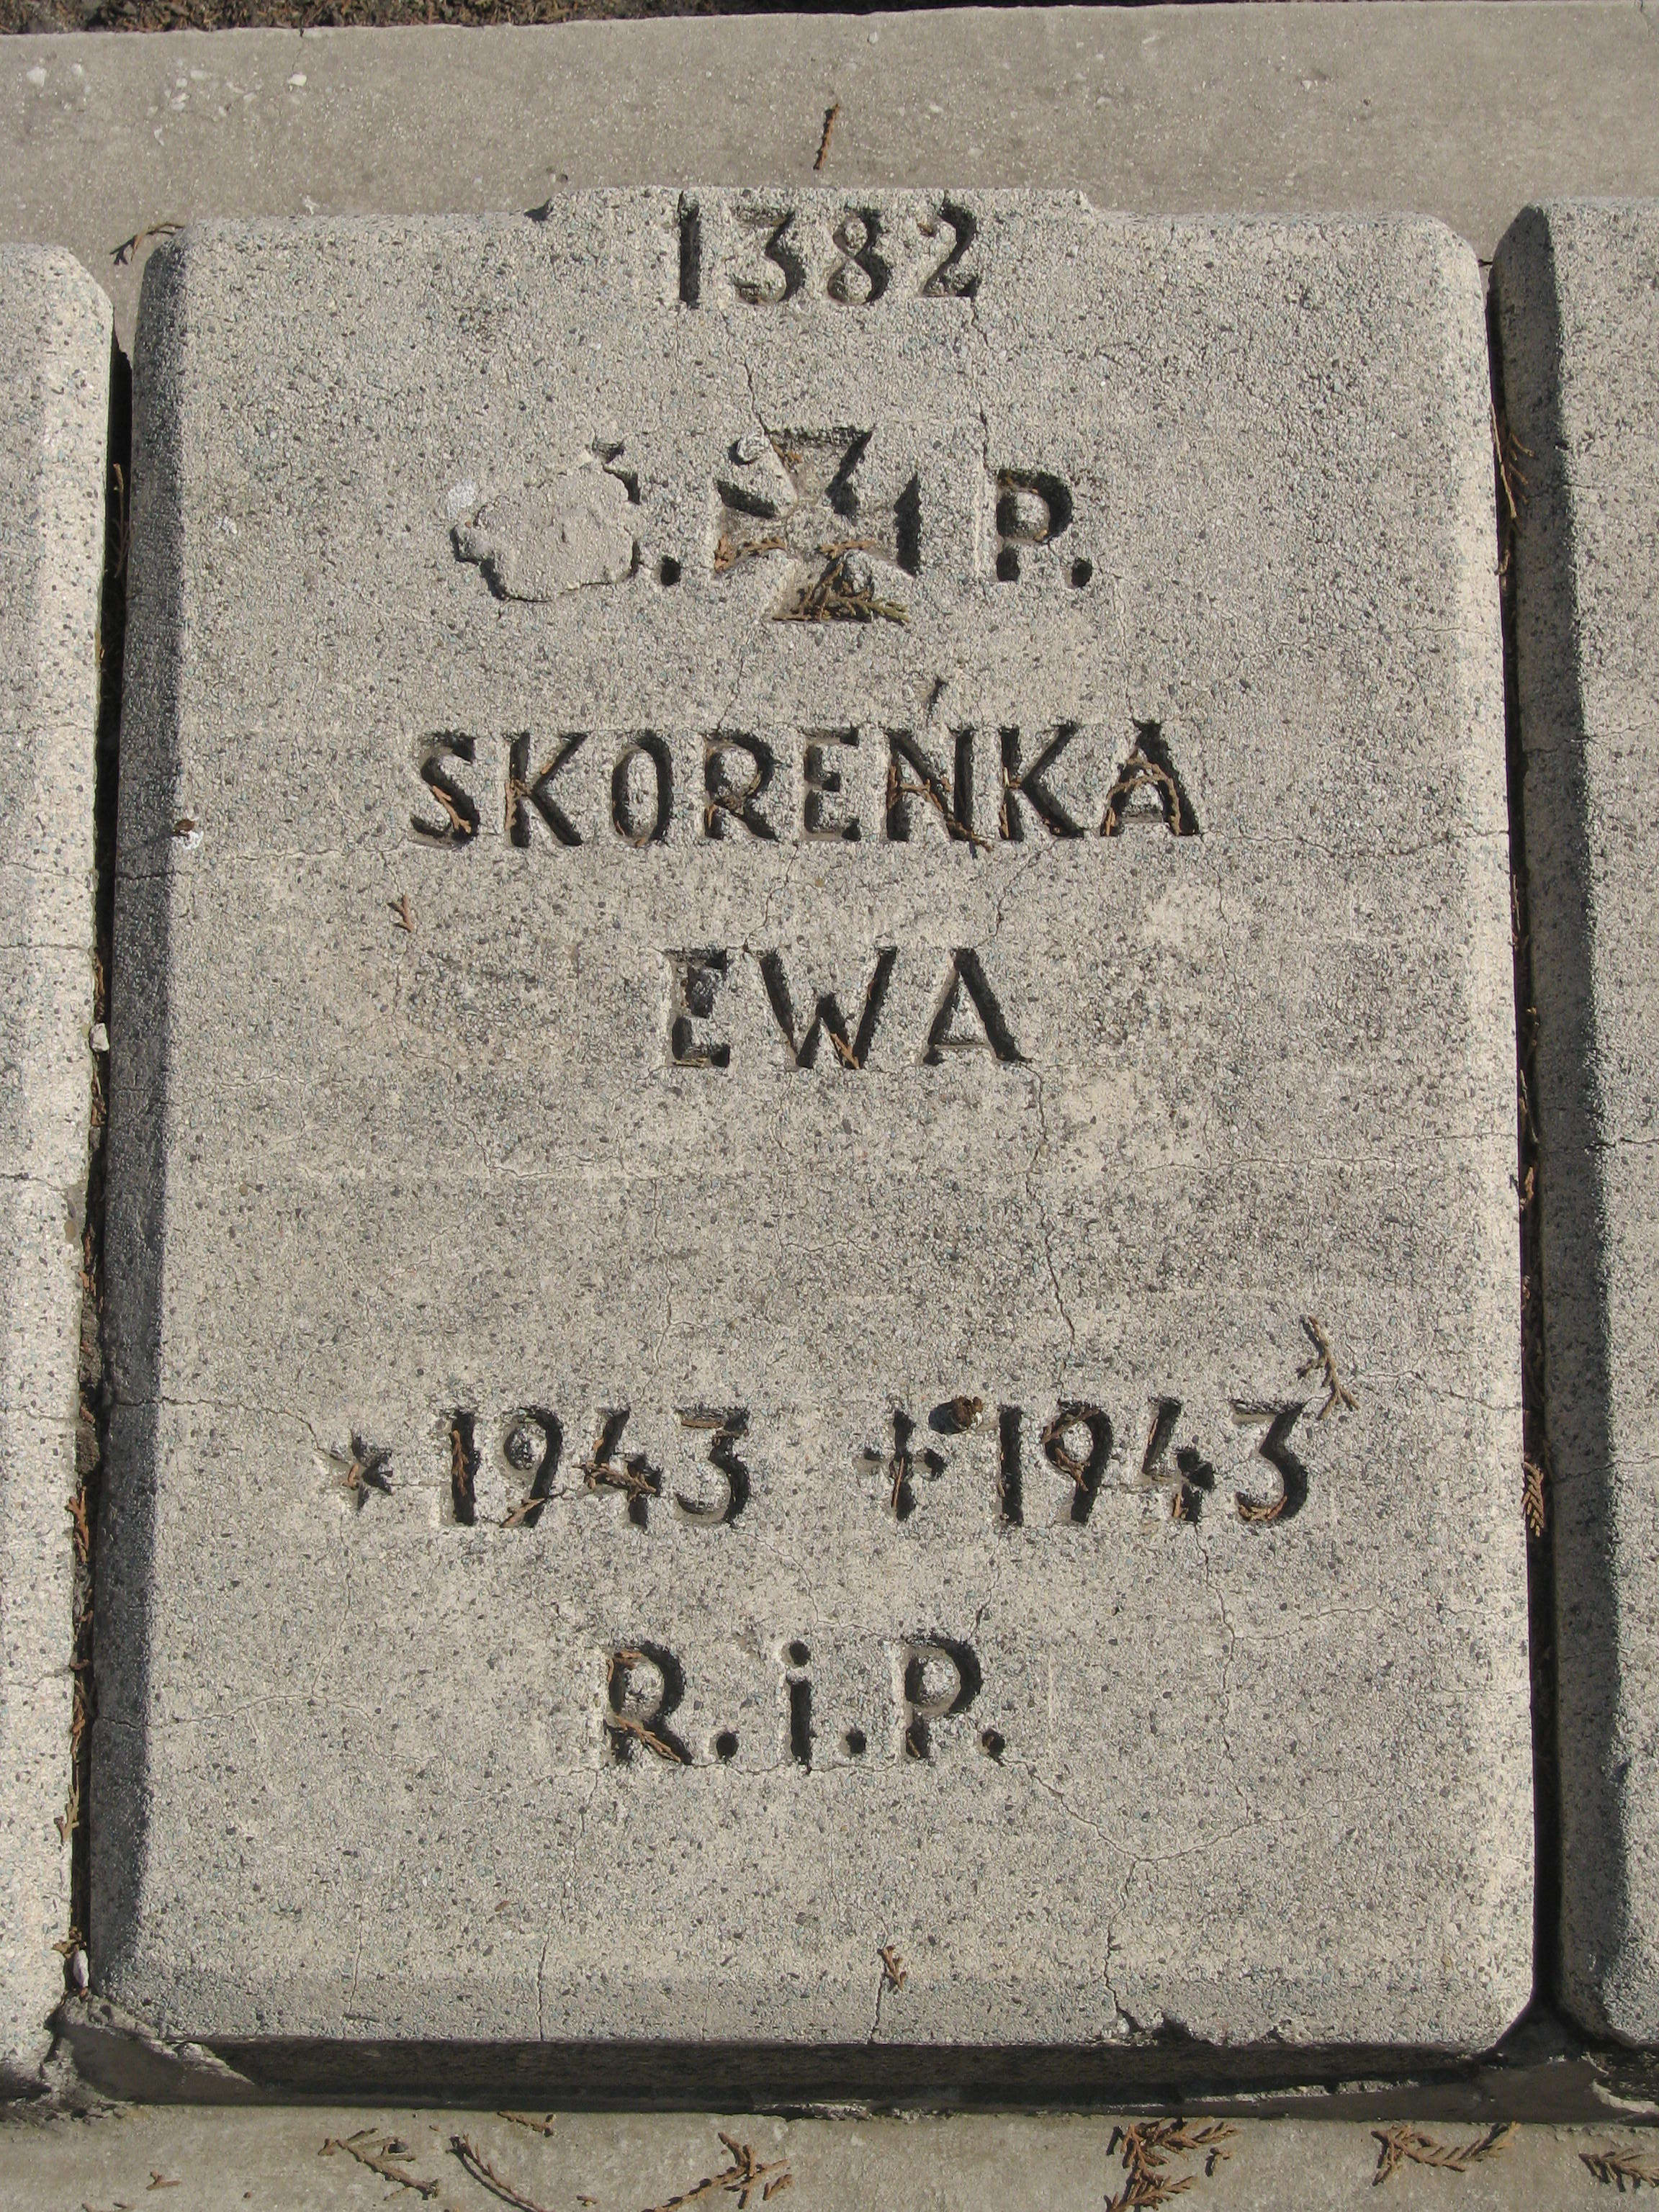 1382
. P.
SKOREŃKA
EWA
* 1943 + 1943
R.i.P.